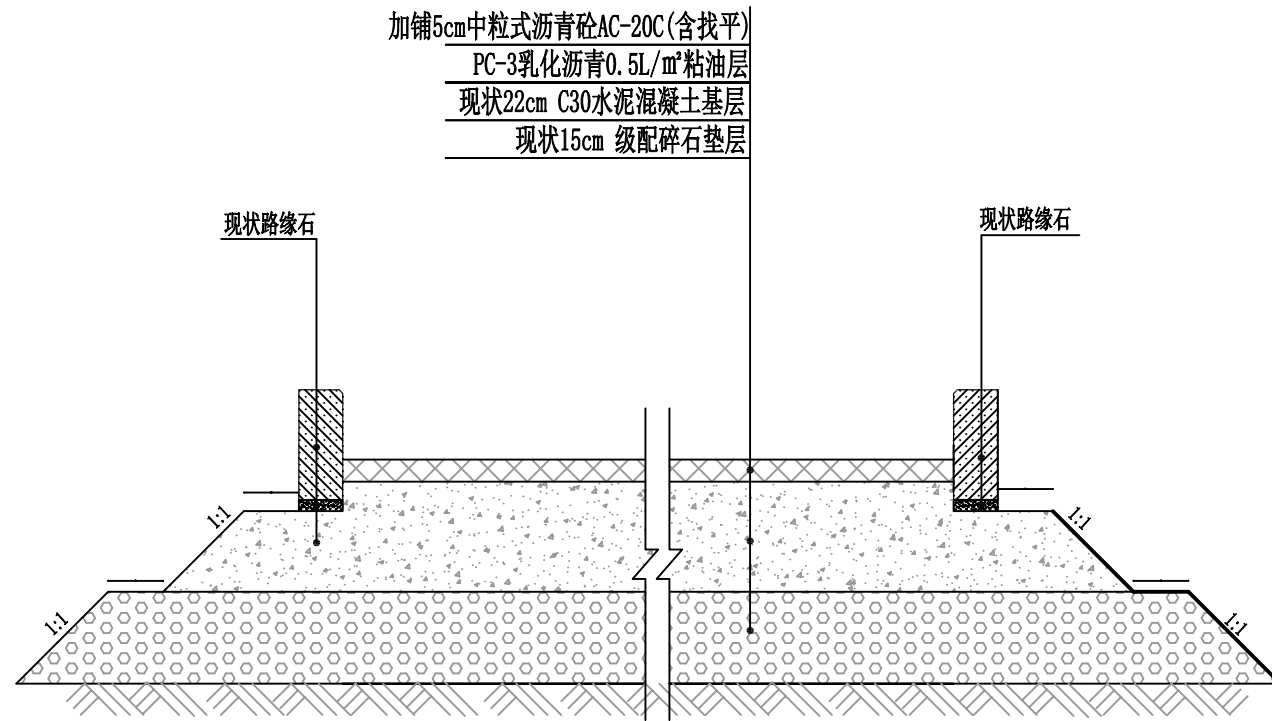 加铺5cm中粒式沥青砼AC-20C(含找平)
PC-3乳化沥青0.5L/m²粘油层
现状22cm C30水泥混凝土基层
现状15cm 级配碎石垫层
现状路缘石
现状路缘石
1:1
1:1
1:1
1:1